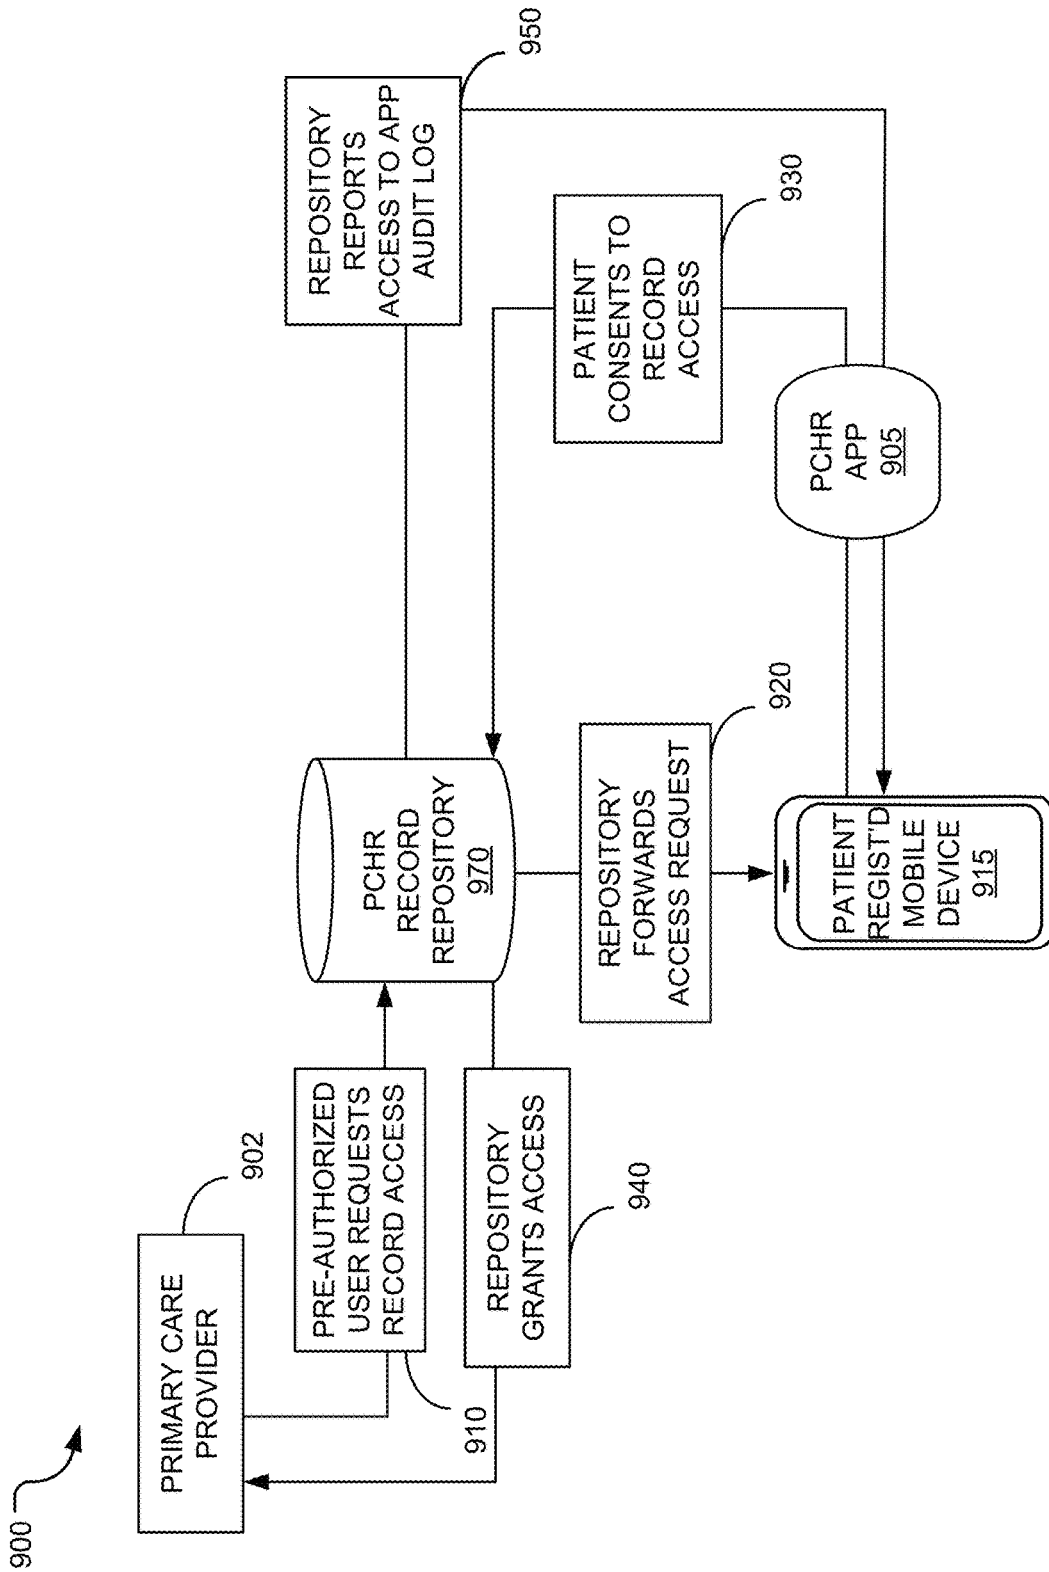 900
PRIMARY CARE
PROVIDER
902
PRE-AUTHORIZED
USER REQUESTS
RECORD ACCESS
910
REPOSITORY
GRANTS ACCESS
940
PCHR
RECORD
REPOSITORY
970
REPOSITORY
FORWARDS
ACCESS REQUEST
920
PATIENT
REGIST'D
MOBILE
DEVICE
915
PCHR
APP
905
PATIENT
CONSENTS TO
RECORD
ACCESS
930
REPOSITORY
REPORTS
ACCESS TO APP
AUDIT LOG
950